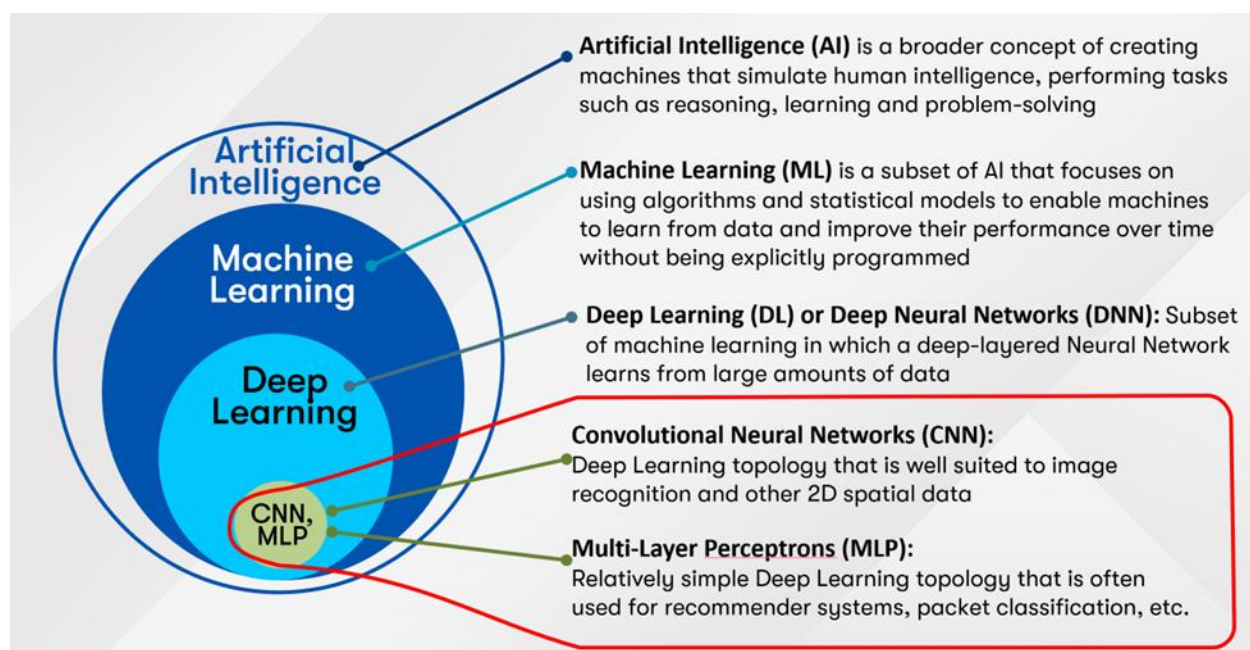 Artificial
Intelligence
Machine
Learning
Deep
Learning
CNN,
MLP
Artificial Intelligence (AI) is a broader concept of creating
machines that simulate human intelligence, performing tasks
such as reasoning, learning and problem-solving
Machine Learning (ML) is a subset of AI that focuses on
using algorithms and statistical models to enable machines
to learn from data and improve their performance over time
without being explicitly programmed
Deep Learning (DL) or Deep Neural Networks (DNN): Subset
of machine learning in which a deep-layered Neural Network
learns from large amounts of data
Convolutional Neural Networks (CNN):
Deep Learning topology that is well suited to image
recognition and other 2D spatial data
Multi-Layer Perceptrons (MLP):
Relatively simple Deep Learning topology that is often
used for recommender systems, packet classification, etc.